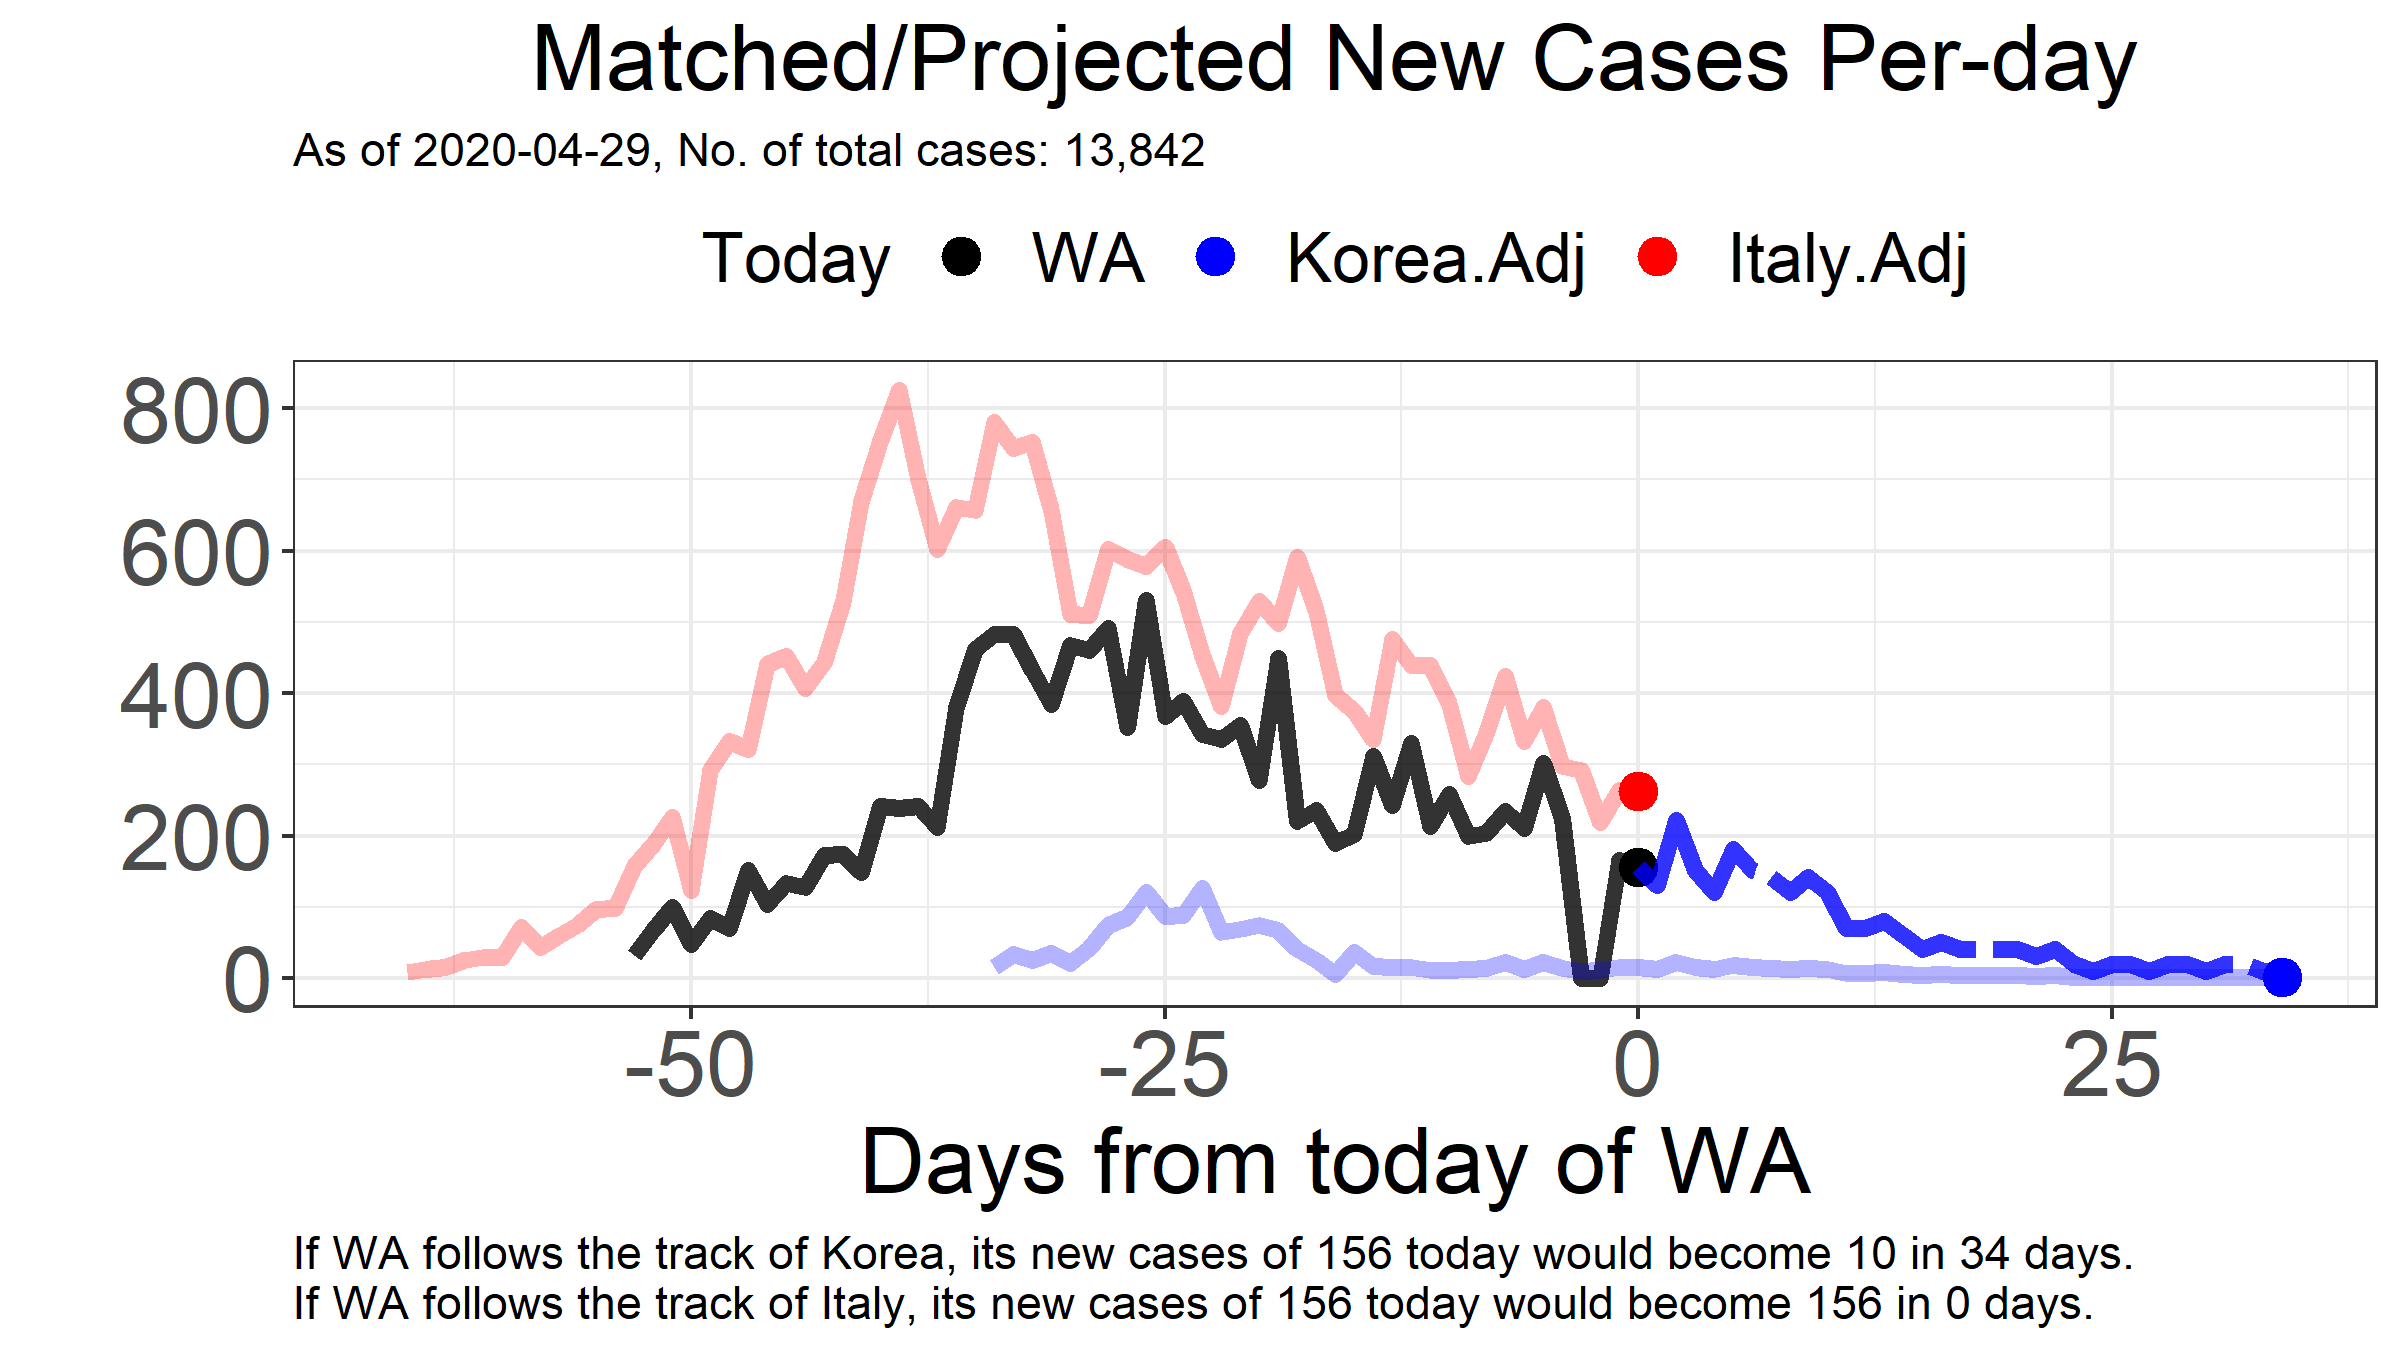 Matched/Projected New Cases Per-day
As of 2020-04-29, No. of total cases: 13,842
Today WA Korea.Adj Italy.Adj
800
600
400
200
0
-50 -25 0 25
Days from today of WA
If WA follows the track of Korea, its new cases of 156 today would become 10 in 34 days.
If WA follows the track of Italy, its new cases of 156 today would become 156 in 0 days.